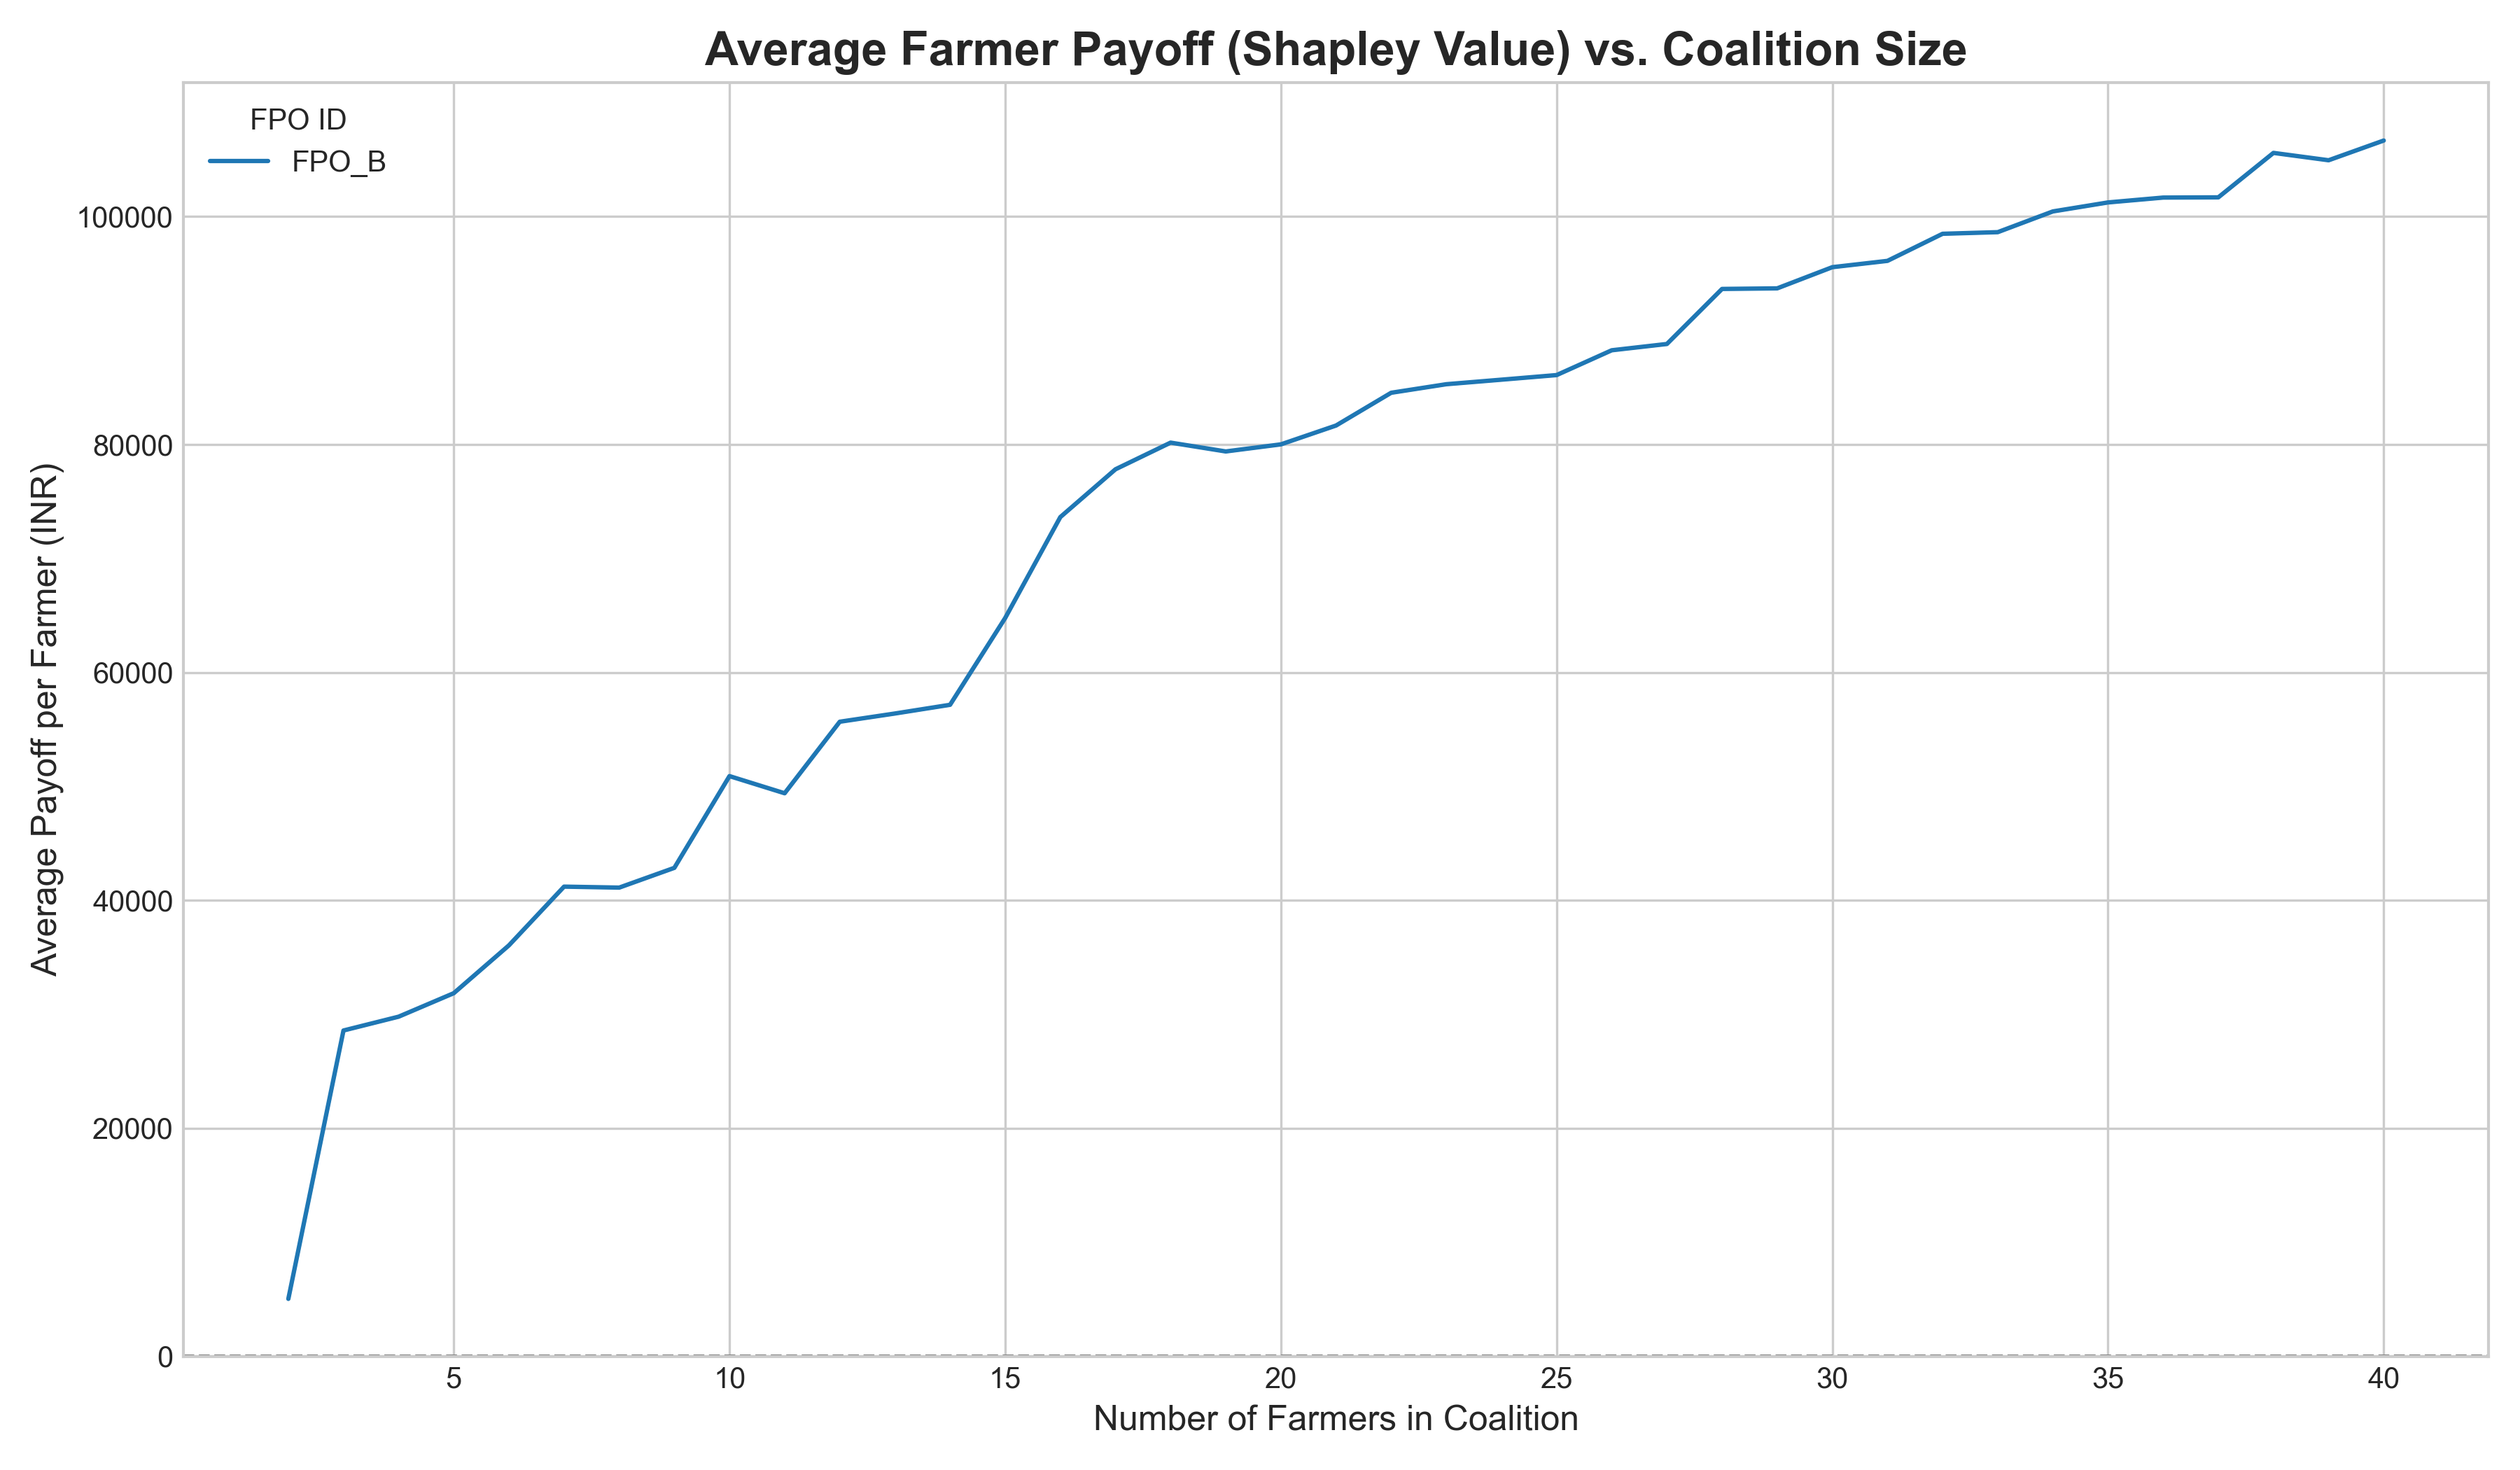 Average Farmer Payoff (Shapley Value) vs. Coalition Size
FPO ID
FPO_B
100000
80000
60000
40000
20000
0
Average Payoff per Farmer (INR)
5 10 15 20 25 30 35 40
Number of Farmers in Coalition